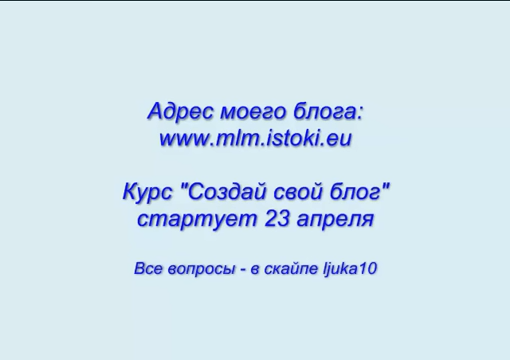 Адрес моего блога:
www.mlm.istoki.eu
Курс "Создай свой блог"
стартует 23 апреля
Все вопросы - в скайпе ljuka10